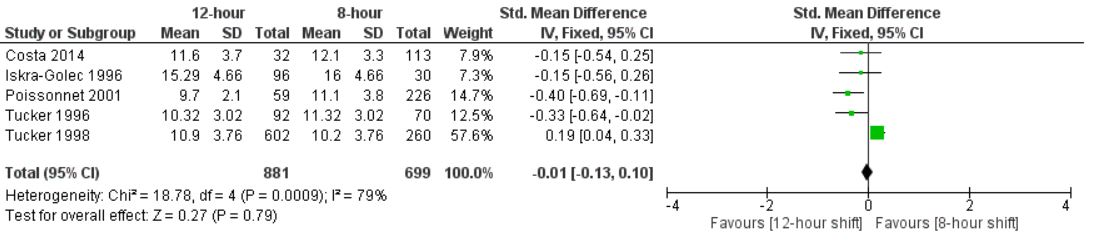 12-hour 8-hour Std. Mean Difference Std. Mean Difference
Study or Subgroup Mean SD Total Mean SD Total Weight IV, Fixed, 95% CI IV, Fixed, 95% CI
Costa 2014 11.6 3.7 32 12.1 3.3 113 7.9% -0.15 [-0.54, 0.25]
Iskra-Golec 1996 15.29 4.66 96 16 4.66 30 7.3% -0.15 [-0.56, 0.26]
Poissonnet 2001 9.7 2.1 59 11.1 3.8 226 14.7% -0.40 [-0.69, -0.11]
Tucker 1996 10.32 3.02 92 11.32 3.02 70 12.5% -0.33 [-0.64, -0.02]
Tucker 1998 10.9 3.76 602 10.2 3.76 260 57.6% 0.19 [0.04, 0.33]
Total (95% CI) 881 699 100.0% -0.01 [-0.13, 0.10]
Heterogeneity: Chi² = 18.78, df = 4 (P = 0.0009); I² = 79%
Test for overall effect: Z = 0.27 (P = 0.79)
-4 -2 0 2 4
Favours [12-hour shift] Favours [8-hour shift]